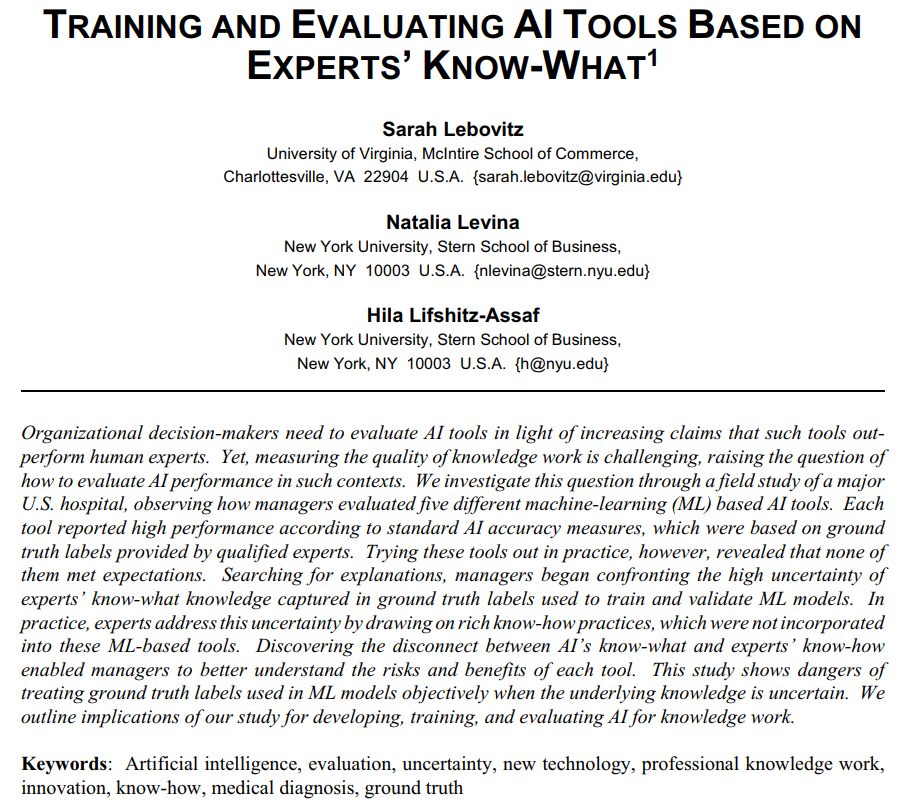 TRAINING AND EVALUATING AI TOOLS BASED ON
EXPERTS' KNOW-WHAT1
Sarah Lebovitz
University of Virginia, McIntire School of Commerce,
Charlottesville, VA 22904 U.S.A. {sarah.lebovitz@virginia.edu}
Natalia Levina
New York University, Stern School of Business,
New York, NY 10003 U.S.A. {nlevina@stern.nyu.edu}
Hila Lifshitz-Assaf
New York University, Stern School of Business,
New York, NY 10003 U.S.A. {h@nyu.edu}
Organizational decision-makers need to evaluate AI tools in light of increasing claims that such tools out-
perform human experts. Yet, measuring the quality of knowledge work is challenging, raising the question of
how to evaluate AI performance in such contexts. We investigate this question through a field study of a major
U.S. hospital, observing how managers evaluated five different machine-learning (ML) based AI tools. Each
tool reported high performance according to standard AI accuracy measures, which were based on ground
truth labels provided by qualified experts. Trying these tools out in practice, however, revealed that none of
them met expectations. Searching for explanations, managers began confronting the high uncertainty of
experts' know-what knowledge captured in ground truth labels used to train and validate ML models. In
practice, experts address this uncertainty by drawing on rich know-how practices, which were not incorporated
into these ML-based tools. Discovering the disconnect between AI's know-what and experts' know-how
enabled managers to better understand the risks and benefits of each tool. This study shows dangers of
treating ground truth labels used in ML models objectively when the underlying knowledge is uncertain. We
outline implications of our study for developing, training, and evaluating AI for knowledge work.
Keywords: Artificial intelligence, evaluation, uncertainty, new technology, professional knowledge work,
innovation, know-how, medical diagnosis, ground truth